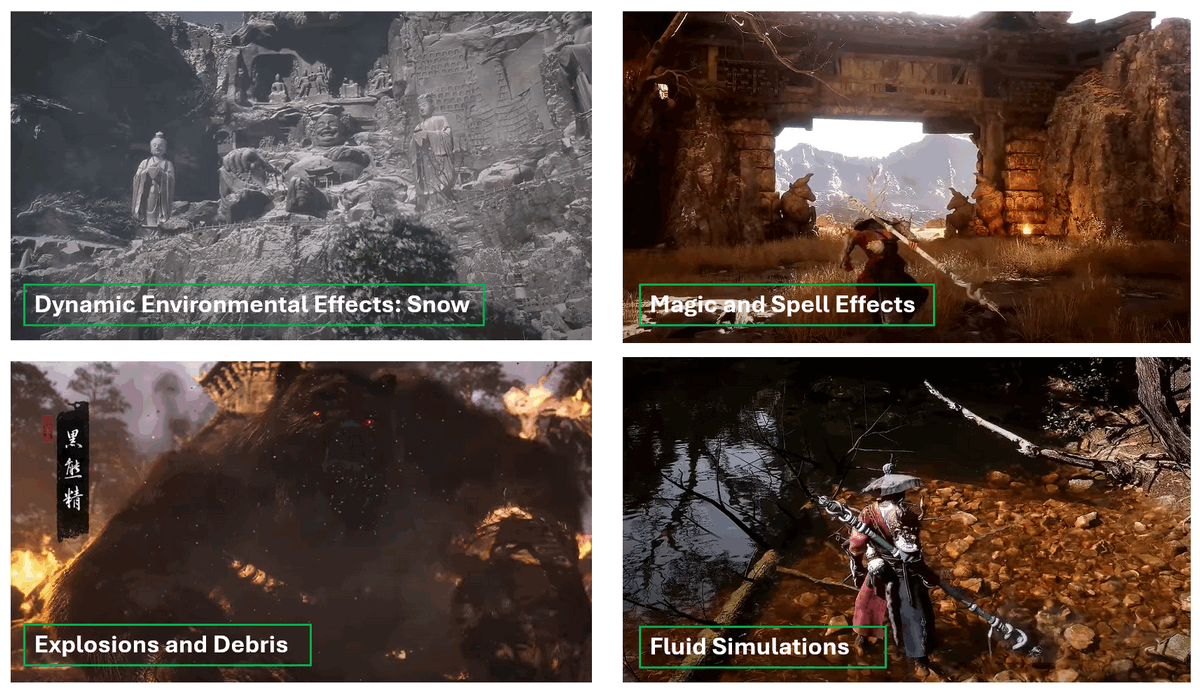 Dynamic Environmental Effects: Snow
Magic and Spell Effects
黑熊精
Explosions and Debris
Fluid Simulations